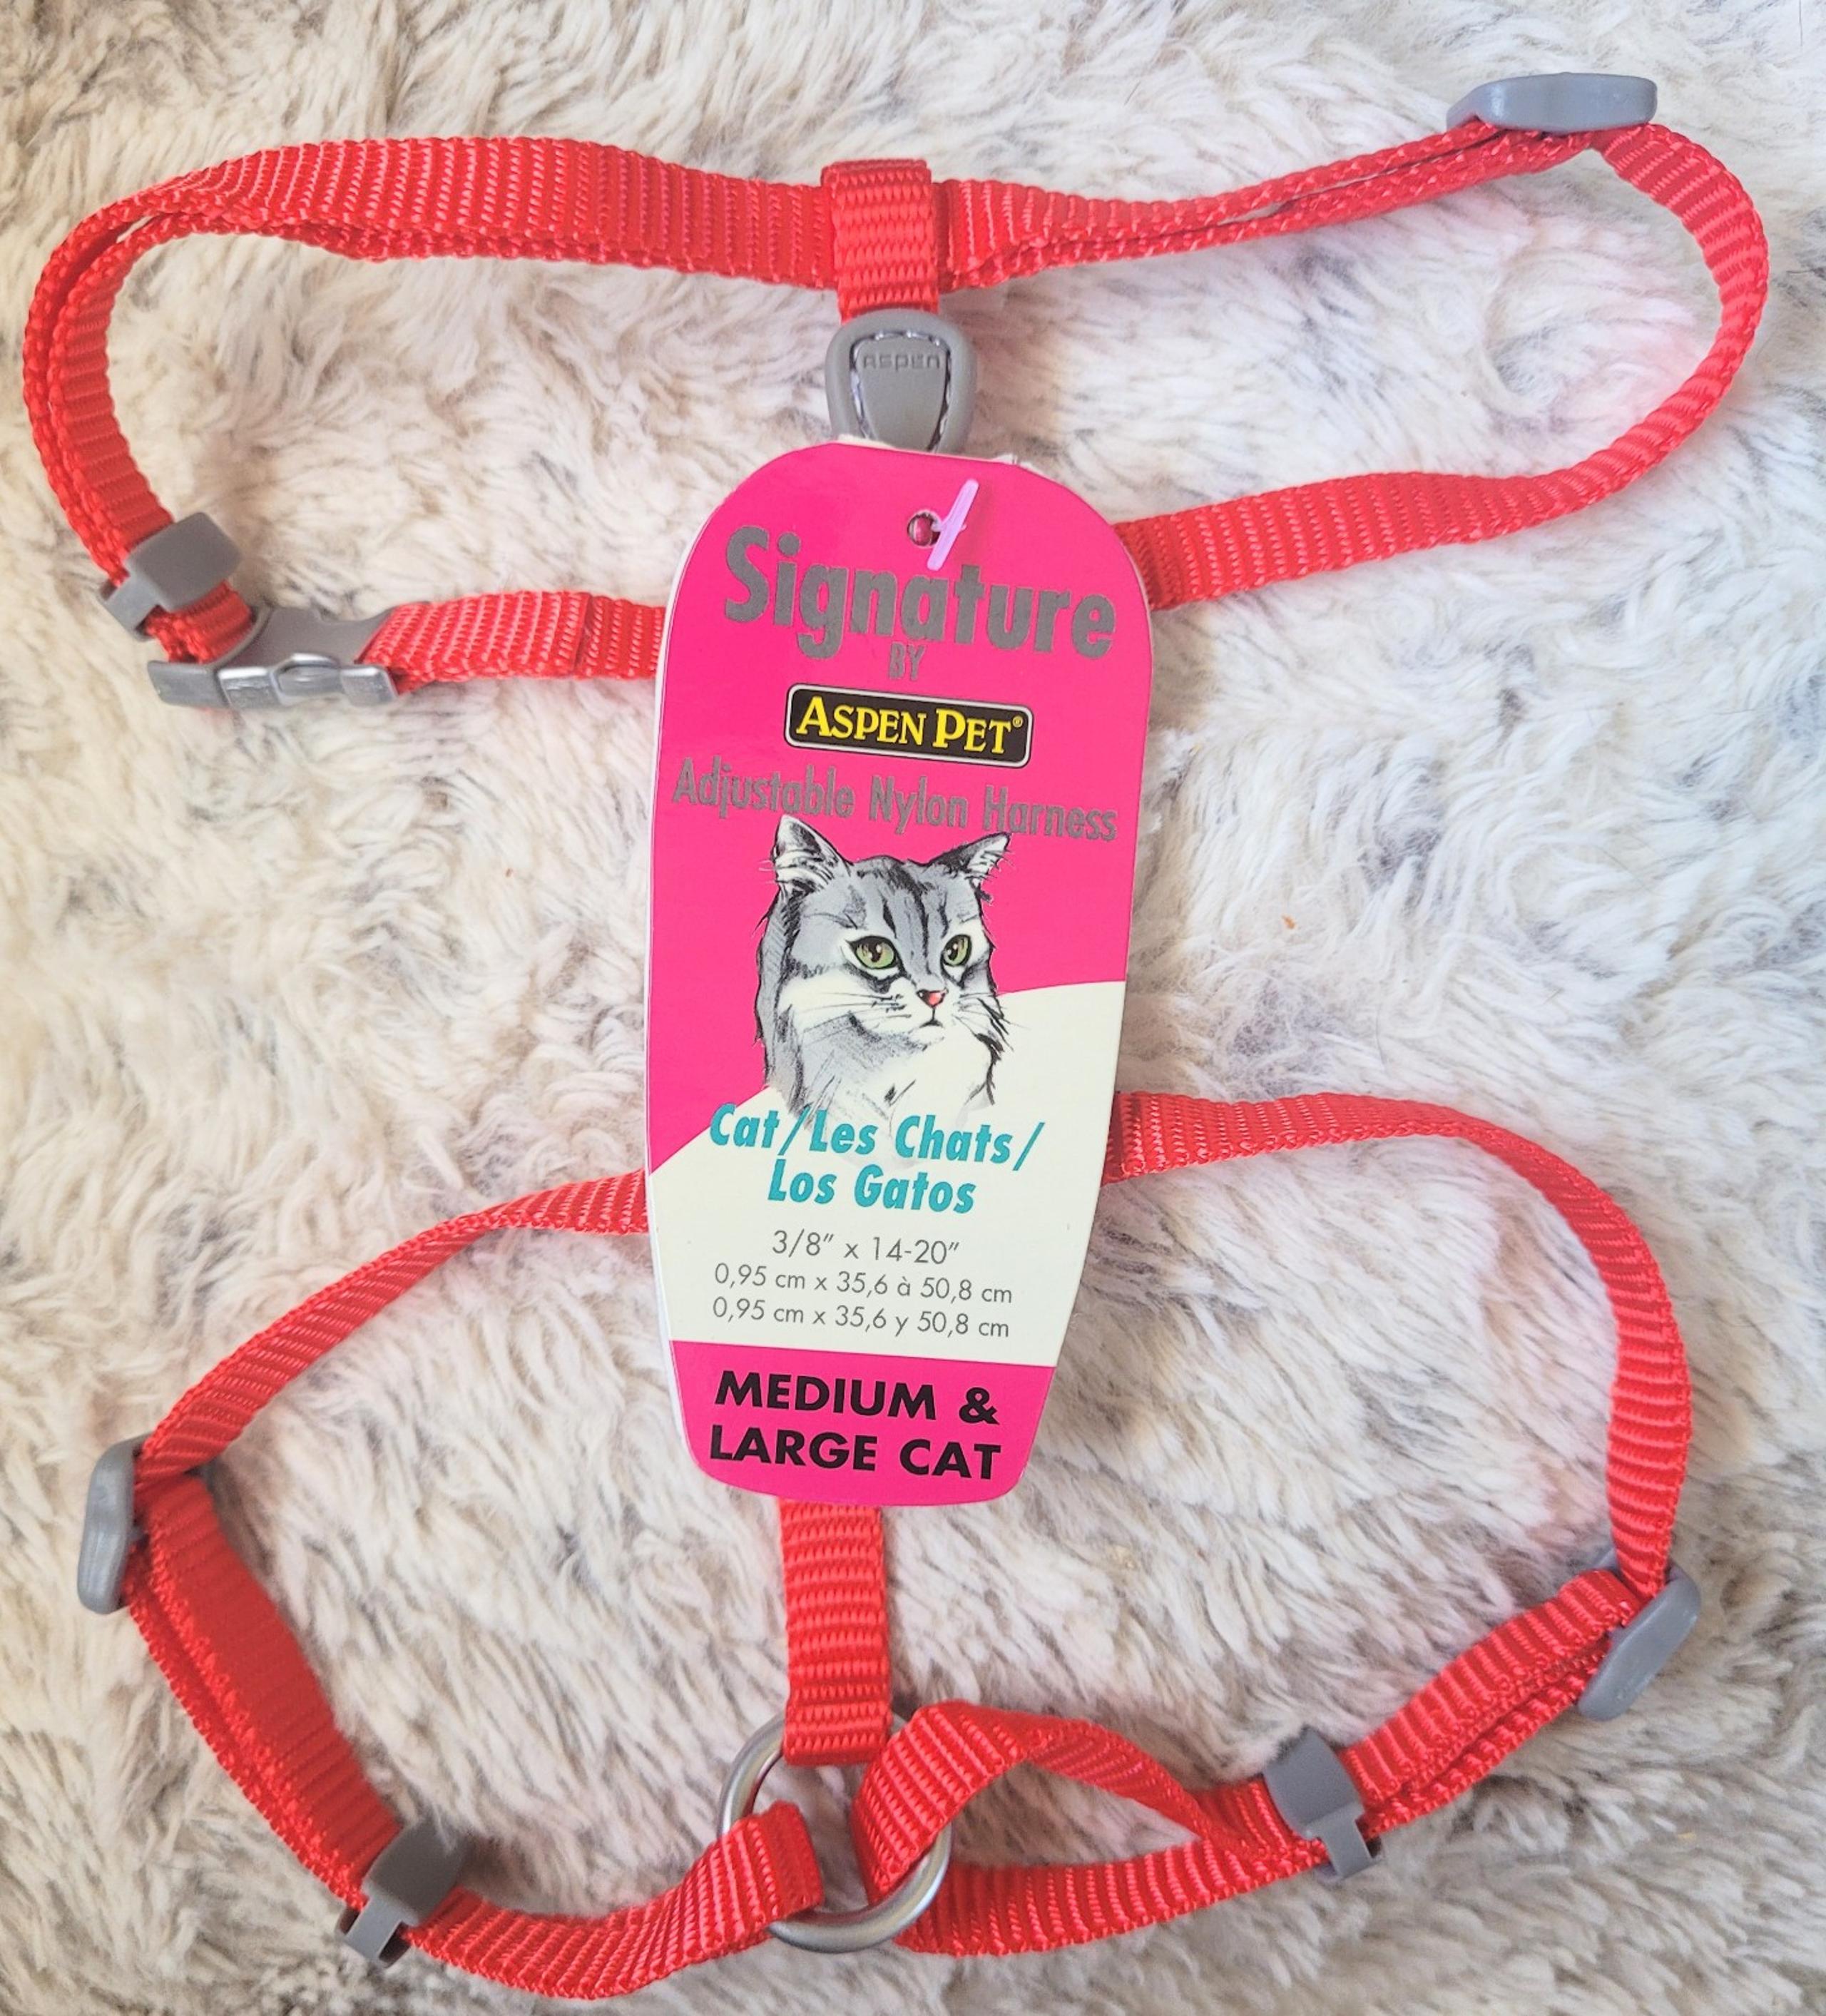 ASPEN
Signature
BY
ASPEN PET®
Adjustable Nylon Harness
Cat/Les Chats/
Los Gatos
3/8" x 14-20"
0,95 cm x 35,6 à 50,8 cm
0,95 cm x 35,6 y 50,8 cm
MEDIUM &
LARGE CAT